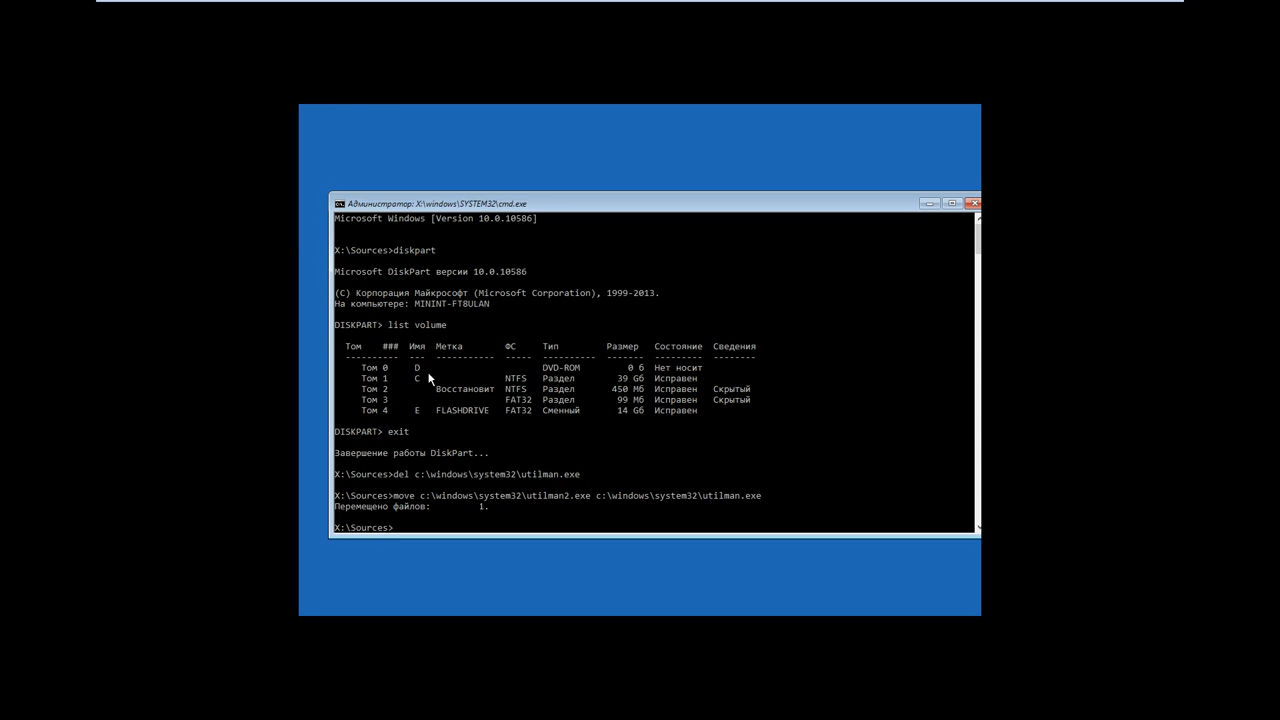 Администратор: X:\windows\SYSTEM32\cmd.exe
Microsoft Windows [Version 10.0.10586]
X:\Sources>diskpart
Microsoft DiskPart версии 10.0.10586
(C) Корпорация Майкрософт (Microsoft Corporation), 1999-2013.
На компьютере: MININT-FT8ULAN
DISKPART> list volume
Том ### Имя Метка ФС Тип Размер Состояние Сведения
---------- --- ----------- ----- ---------- ------- --------- --------
Том 0 D DVD-ROM 0 б Нет носит
Том 1 C NTFS Раздел 39 Gб Исправен
Том 2 Восстановит NTFS Раздел 450 Mб Исправен Скрытый
Том 3 FAT32 Раздел 99 Mб Исправен Скрытый
Том 4 E FLASHDRIVE FAT32 Сменный 14 Gб Исправен
DISKPART> exit
Завершение работы DiskPart...
X:\Sources>del c:\windows\system32\utilman.exe
X:\Sources>move c:\windows\system32\utilman2.exe c:\windows\system32\utilman.exe
Перемещено файлов: 1.
X:\Sources>